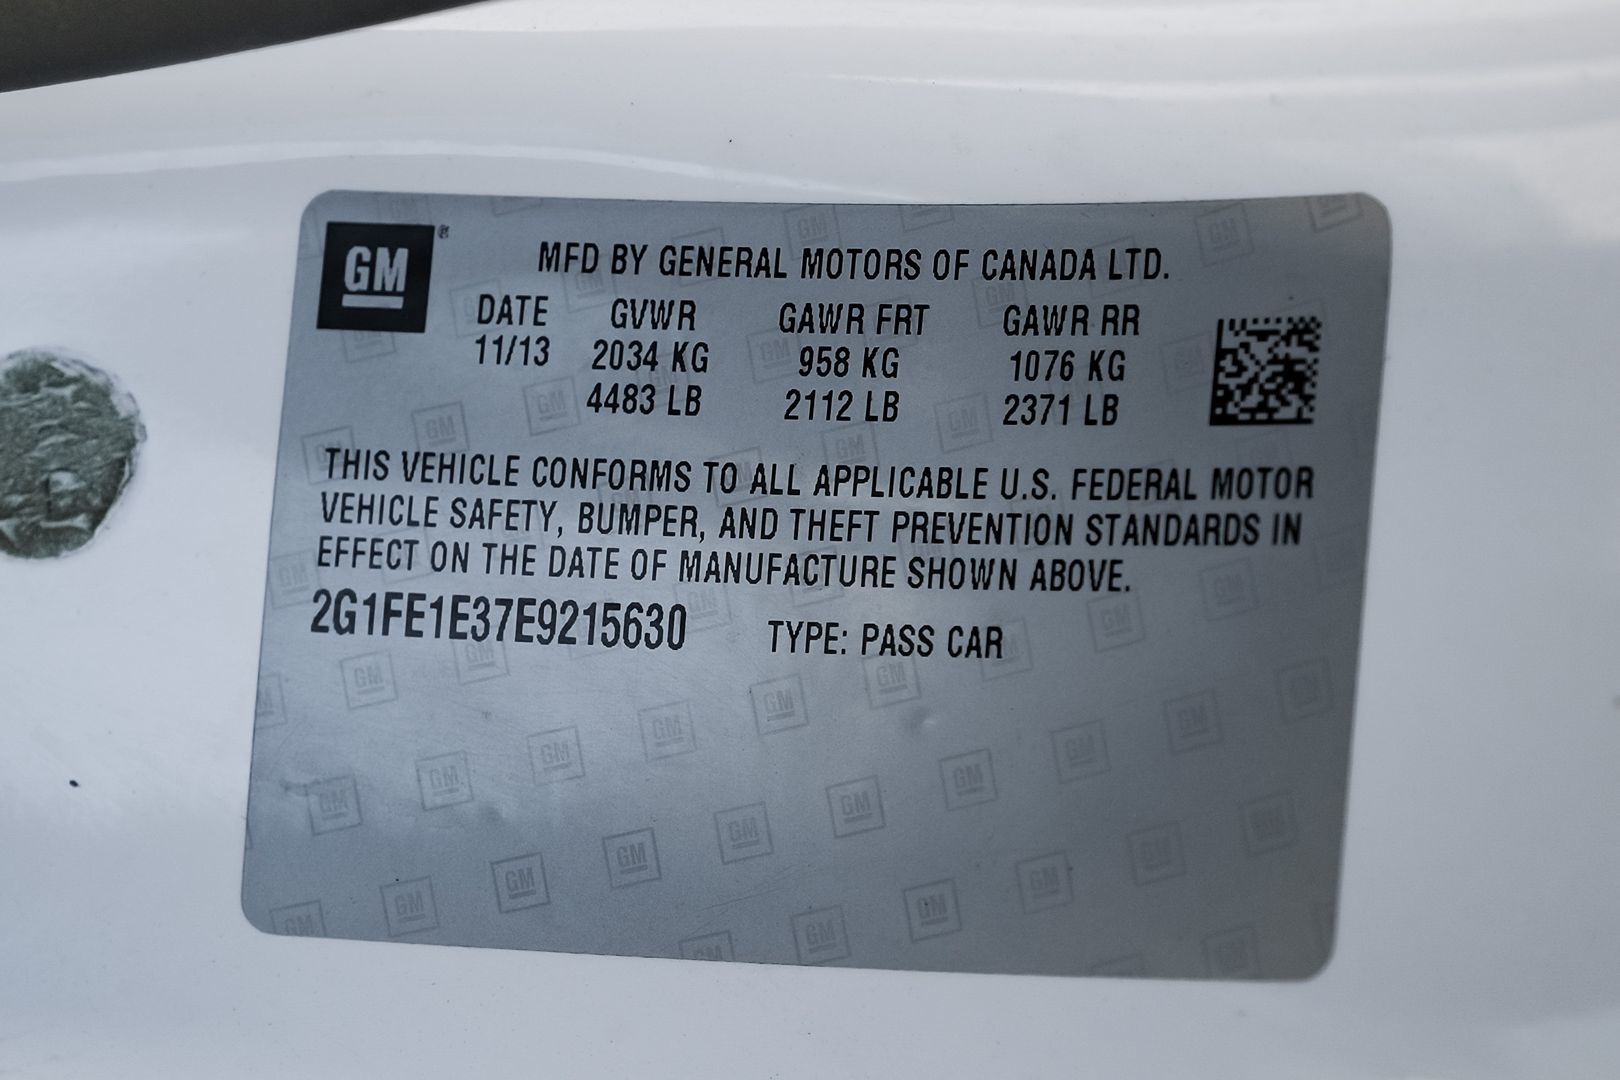 GM
MFD BY GENERAL MOTORS OF CANADA LTD.
DATE GVWR GAWR FRT GAWR RR
11/13 2034 KG 958 KG 1076 KG
4483 LB 2112 LB 2371 LB
THIS VEHICLE CONFORMS TO ALL APPLICABLE U.S. FEDERAL MOTOR
VEHICLE SAFETY, BUMPER, AND THEFT PREVENTION STANDARDS IN
EFFECT ON THE DATE OF MANUFACTURE SHOWN ABOVE.
2G1FE1E37E9215630 TYPE: PASS CAR